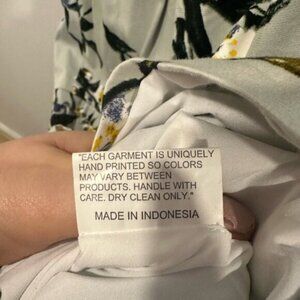 "EACH GARMENT IS UNIQUELY
HAND PRINTED SO COLORS
MAY VARY BETWEEN
PRODUCTS. HANDLE WITH
CARE. DRY CLEAN ONLY."
MADE IN INDONESIA